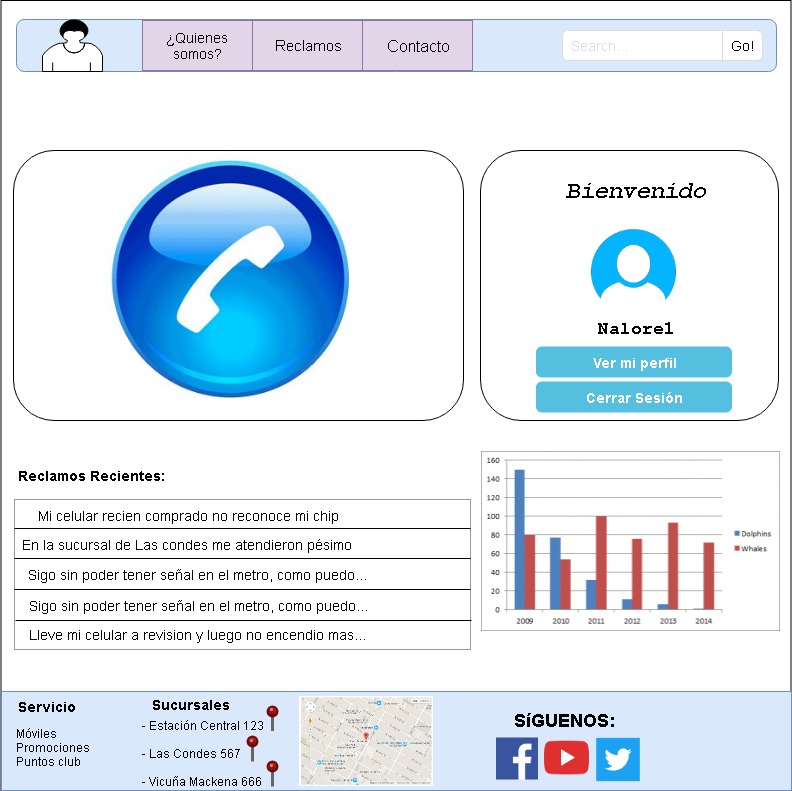 ¿Quienes
somos?
Reclamos
Contacto
Search...
Go!
Bienvenido
Nalore1
Ver mi perfil
Cerrar Sesión
Reclamos Recientes:
Mi celular recien comprado no reconoce mi chip
En la sucursal de Las condes me atendieron pésimo
Sigo sin poder tener señal en el metro, como puedo...
Sigo sin poder tener señal en el metro, como puedo...
Lleve mi celular a revision y luego no encendio mas...
160
140
120
100
80
60
40
20
0
2009 2010 2011 2012 2013 2014
Dolphins
Whales
Servicio
Móviles
Promociones
Puntos club
Sucursales
- Estación Central 123
- Las Condes 567
- Vicuña Mackena 666
SíGUENOS: